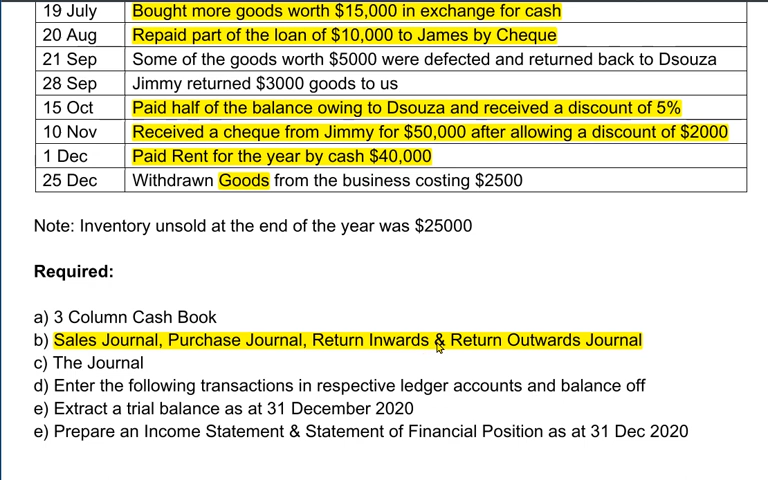 19 July Bought more goods worth $15,000 in exchange for cash
20 Aug Repaid part of the loan of $10,000 to James by Cheque
21 Sep Some of the goods worth $5000 were defected and returned back to Dsouza
28 Sep Jimmy returned $3000 goods to us
15 Oct Paid half of the balance owing to Dsouza and received a discount of 5%
10 Nov Received a cheque from Jimmy for $50,000 after allowing a discount of $2000
1 Dec Paid Rent for the year by cash $40,000
25 Dec Withdrawn Goods from the business costing $2500
Note: Inventory unsold at the end of the year was $25000
Required:
a) 3 Column Cash Book
b) Sales Journal, Purchase Journal, Return Inwards & Return Outwards Journal
c) The Journal
d) Enter the following transactions in respective ledger accounts and balance off
e) Extract a trial balance as at 31 December 2020
e) Prepare an Income Statement & Statement of Financial Position as at 31 Dec 2020